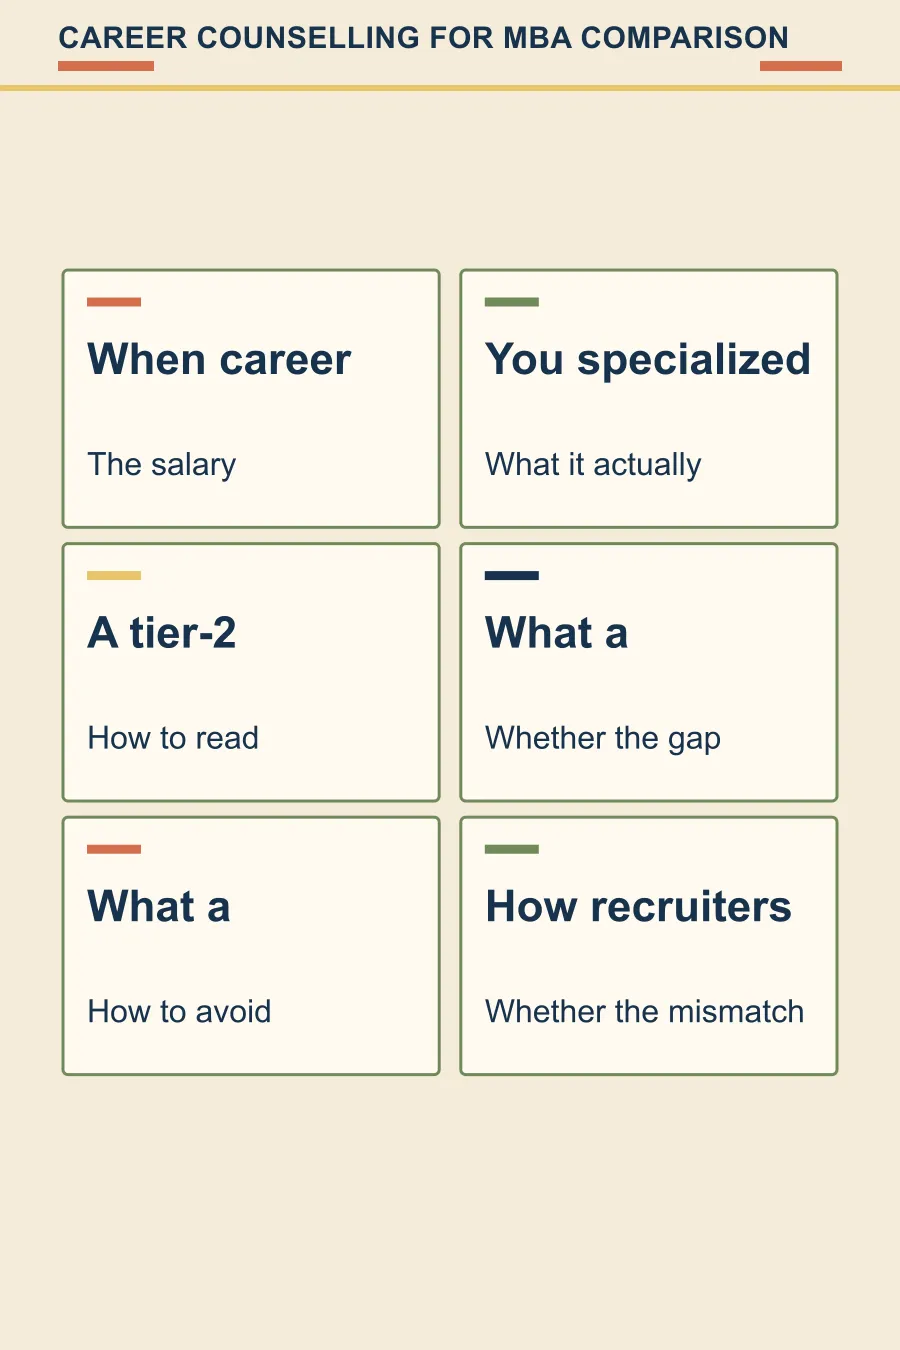 CAREER COUNSELLING FOR MBA COMPARISON
When career
The salary
You specialized
What it actually
A tier-2
How to read
What a
Whether the gap
What a
How to avoid
How recruiters
Whether the mismatch